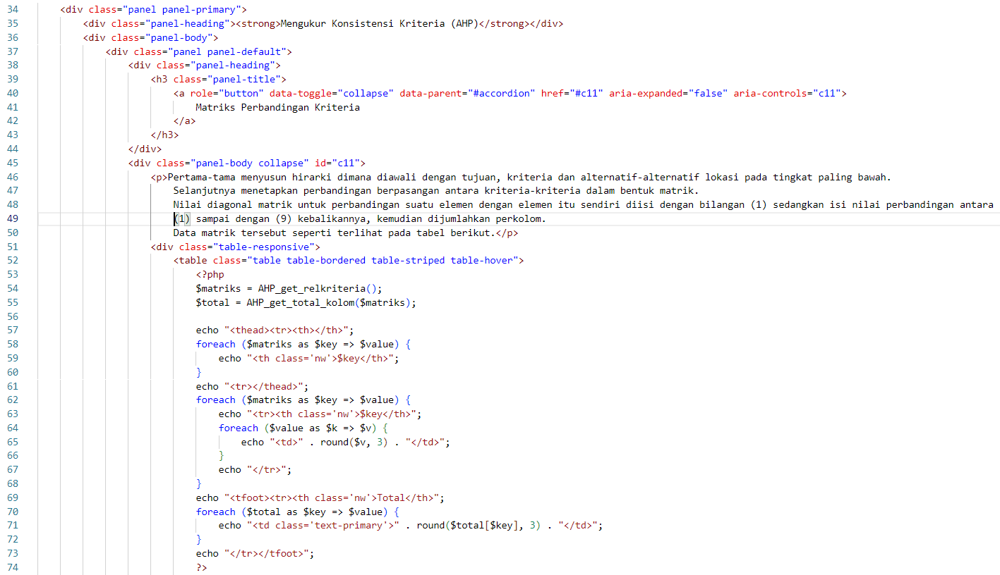 34 <div class="panel panel-primary">
35 <div class="panel-heading"><strong>Mengukur Konsistensi Kriteria (AHP)</strong></div>
36 <div class="panel-body">
37 <div class="panel panel-default">
38 <div class="panel-heading">
39 <h3 class="panel-title">
40 <a role="button" data-toggle="collapse" data-parent="#accordion" href="#c11" aria-expanded="false" aria-controls="c11">
41 Matriks Perbandingan Kriteria
42 </a>
43 </h3>
44 </div>
45 <div class="panel-body collapse" id="c11">
46 <p>Pertama-tama menyusun hirarki dimana diawali dengan tujuan, kriteria dan alternatif-alternatif lokasi pada tingkat paling bawah.
47 Selanjutnya menetapkan perbandingan berpasangan antara kriteria-kriteria dalam bentuk matrik.
48 Nilai diagonal matrik untuk perbandingan suatu elemen dengan elemen itu sendiri diisi dengan bilangan (1) sedangkan isi nilai perbandingan antara
49 (1) sampai dengan (9) kebalikannya, kemudian dijumlahkan perkolom.
50 Data matrik tersebut seperti terlihat pada tabel berikut.</p>
51 <div class="table-responsive">
52 <table class="table table-bordered table-striped table-hover">
53 <?php
54 $matriks = AHP_get_relkriteria();
55 $total = AHP_get_total_kolom($matriks);
56
57 echo "<thead><tr><th></th>";
58 foreach ($matriks as $key => $value) {
59 echo "<th class='nw'>$key</th>";
60 }
61 echo "<tr></thead>";
62 foreach ($matriks as $key => $value) {
63 echo "<tr><th class='nw'>$key</th>";
64 foreach ($value as $k => $v) {
65 echo "<td>" . round($v, 3) . "</td>";
66 }
67 echo "</tr>";
68 }
69 echo "<tfoot><tr><th class='nw'>Total</th>";
70 foreach ($total as $key => $value) {
71 echo "<td class='text-primary'>" . round($total[$key], 3) . "</td>";
72 }
73 echo "</tr></tfoot>";
74 ?>